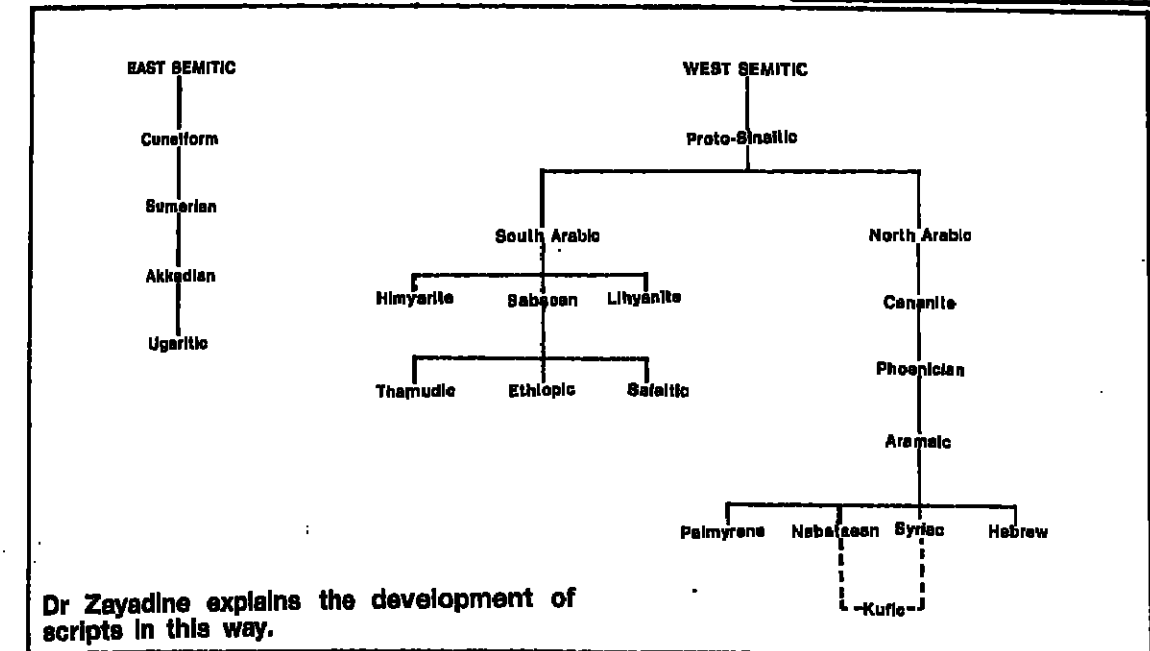 EAST SEMITIC
WEST SEMITIC
Cuneiform
Proto-Sinaitic
Sumerian
South Arabic
North Arabic
Akkadian
Himyarite
Sabaean
Lihyanite
Cananite
Ugaritic
Phoenician
Thamudic
Ethiopic
Safaitic
Aramaic
Palmyrene
Nabataean
Syriac
Hebrew
Kufic
Dr Zayadine explains the development of
scripts in this way.